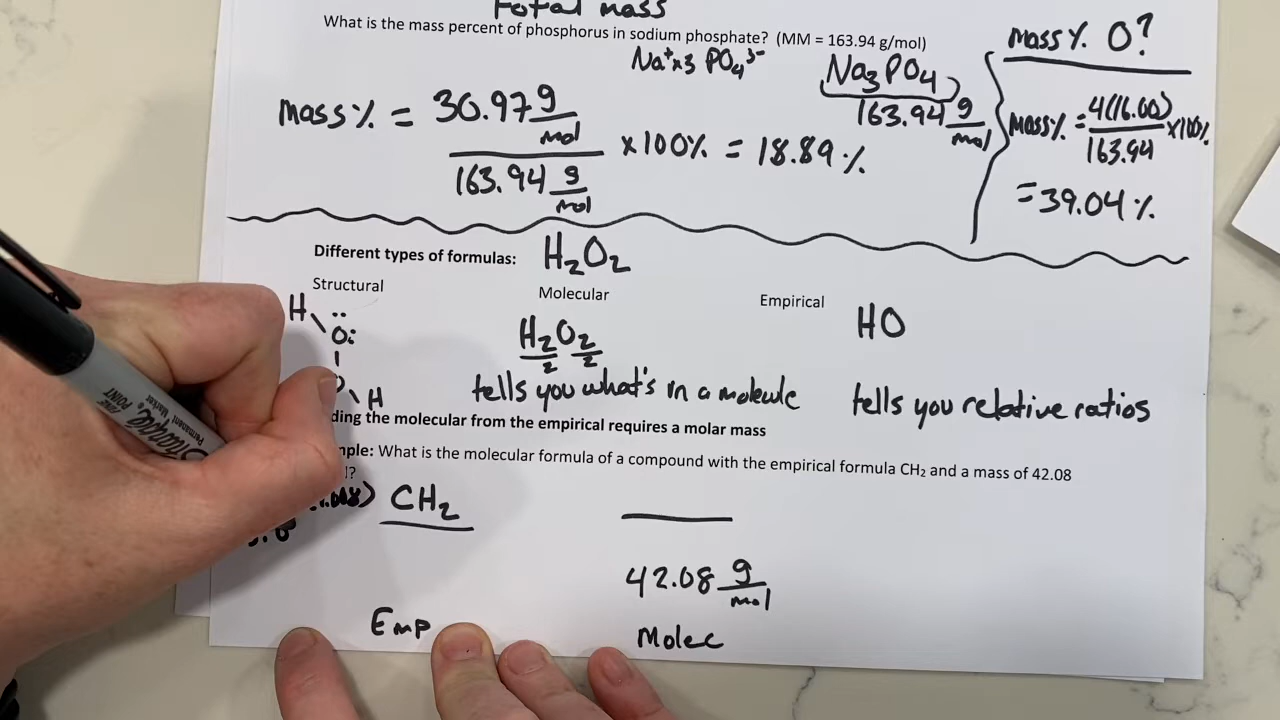 Total mass
What is the mass percent of phosphorus in sodium phosphate? (MM = 163.94 g/mol)
Na⁺x3 PO₄³⁻
Na₃PO₄
163.94 g/mol
mass % = 30.97 g/mol / 163.94 g/mol x100% = 18.89 %
mass % O?
mass % = 4(16.00) / 163.94 x100%
= 39.04 %
Different types of formulas: H₂O₂
Structural
Molecular
Empirical
H
O
H
H₂O₂
2 2
HO
tells you what's in a molecule
tells you relative ratios
ding the molecular from the empirical requires a molar mass
mple: What is the molecular formula of a compound with the empirical formula CH₂ and a mass of 42.08
l?
CH₂
42.08 g/mol
Emp
Molec